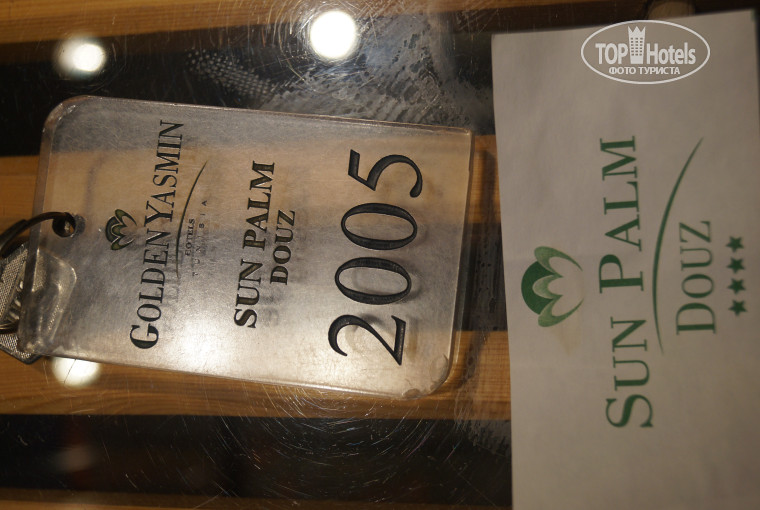 GOLDEN YASMIN
HOTELS
TUNISIA
SUN PALM
DOUZ
2005
SUN PALM
DOUZ
TOP Hotels
ФОТО ТУРИСТА